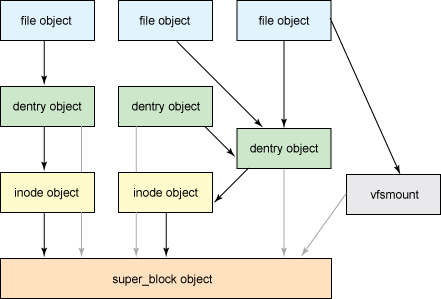 file object
file object
file object
dentry object
dentry object
dentry object
inode object
inode object
vfsmount
super_block object